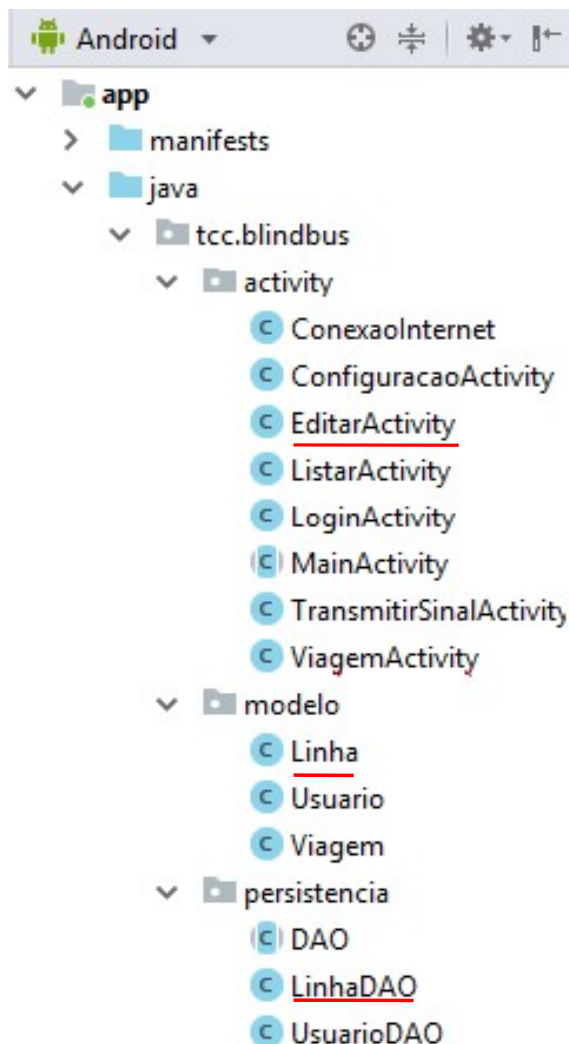 Android
app
manifests
java
tcc.blindbus
activity
ConexaoInternet
ConfiguracaoActivity
EditarActivity
ListarActivity
LoginActivity
MainActivity
TransmitirSinalActivity
ViagemActivity
modelo
Linha
Usuario
Viagem
persistencia
DAO
LinhaDAO
UsuarioDAO